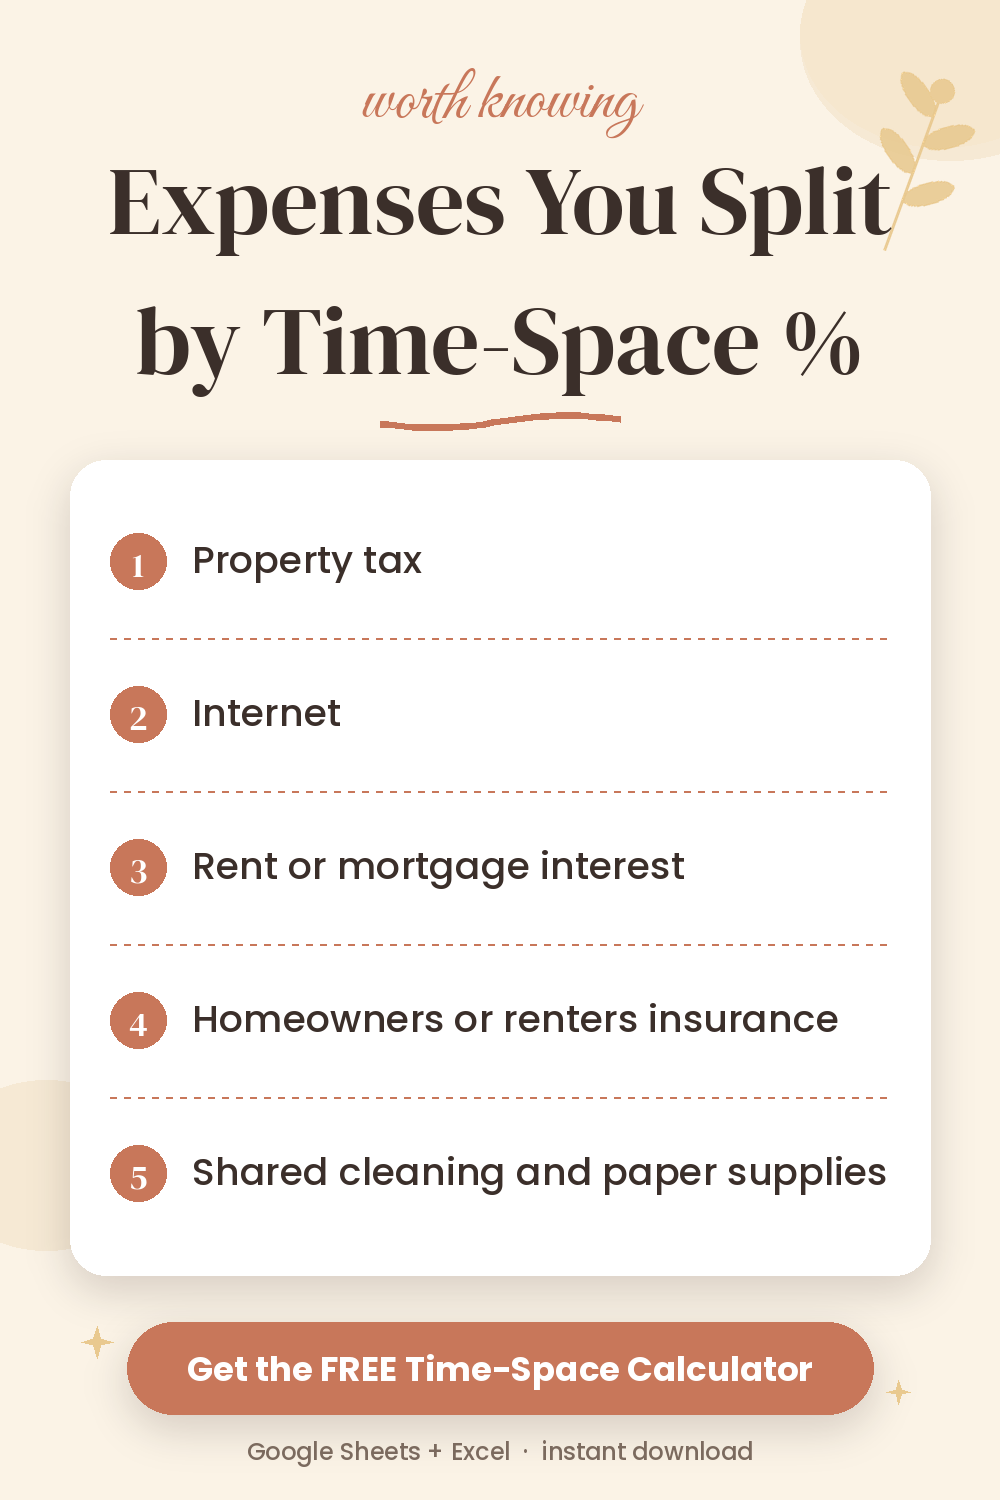 worth knowing
Expenses You Split
by Time-Space %
1 Property tax
2 Internet
3 Rent or mortgage interest
4 Homeowners or renters insurance
5 Shared cleaning and paper supplies
Get the FREE Time-Space Calculator
Google Sheets + Excel · instant download